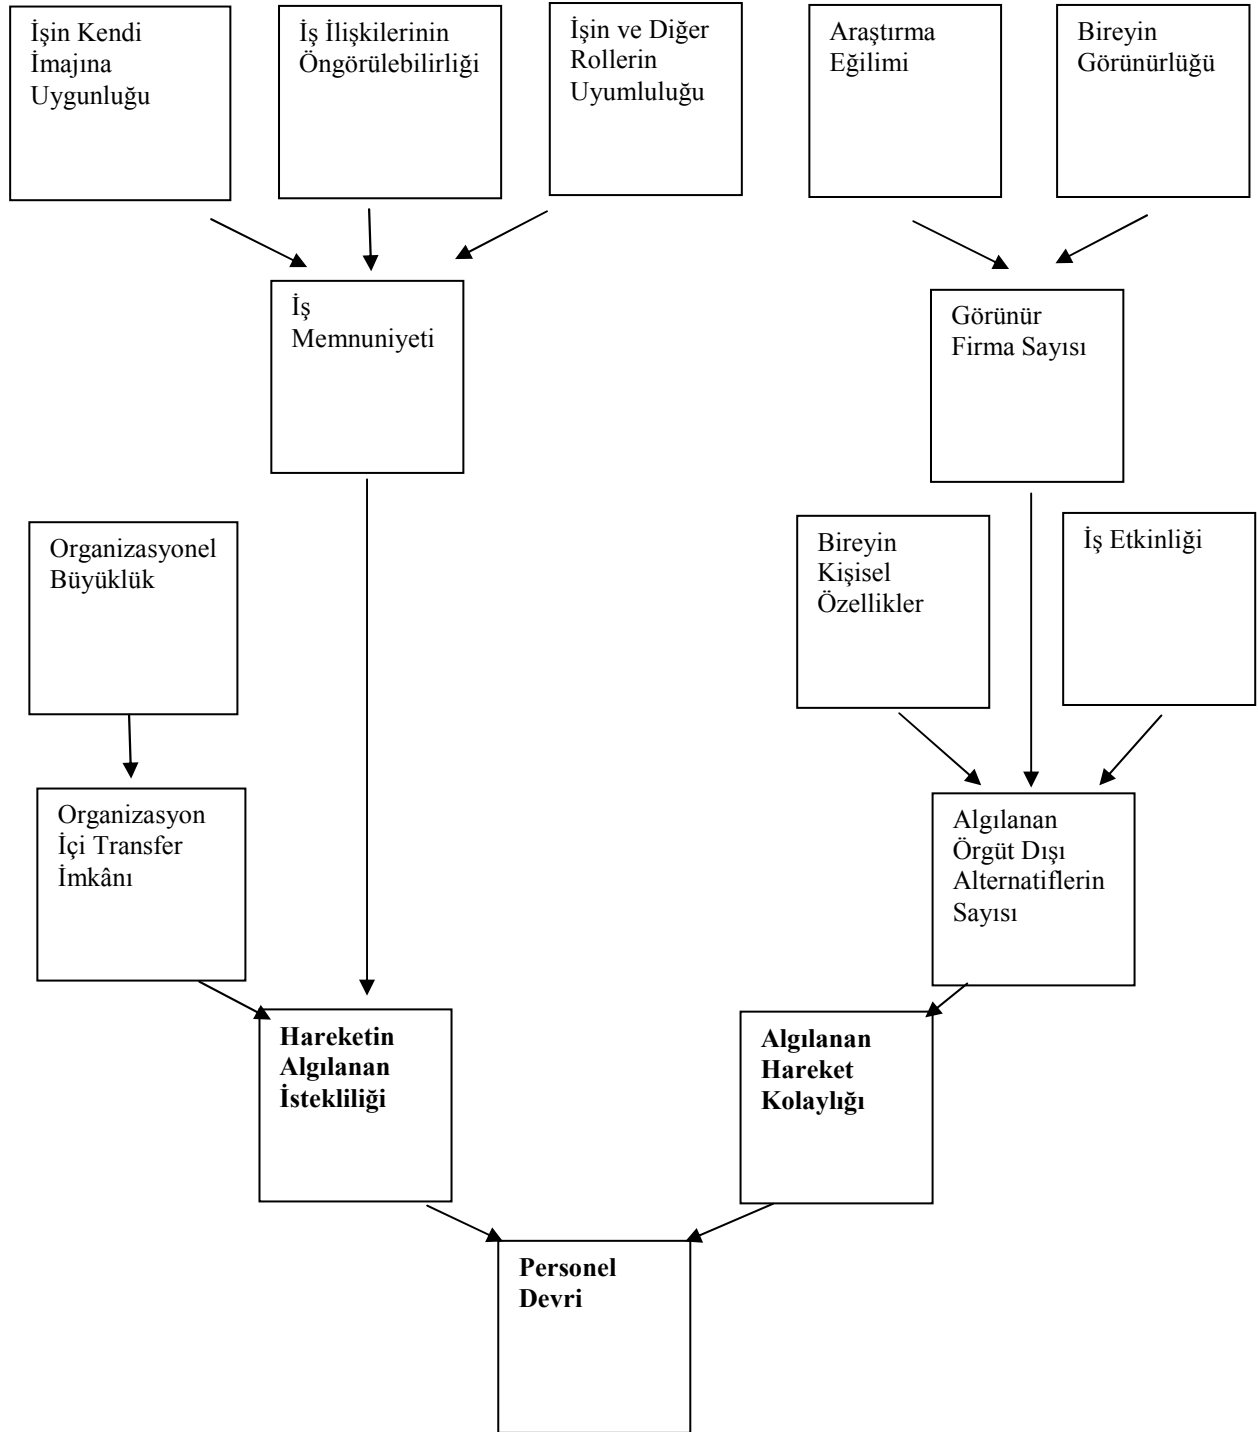 İşin Kendi
İmajına
Uygunluğu
İş İlişkilerinin
Öngörülebilirliği
İşin ve Diğer
Rollerin
Uyumluluğu
Araştırma
Eğilimi
Bireyin
Görünürlüğü
İş
Memnuniyeti
Görünür
Firma Sayısı
Organizasyonel
Büyüklük
Bireyin
Kişisel
Özellikler
İş Etkinliği
Organizasyon
İçi Transfer
İmkânı
Algılanan
Örgüt Dışı
Alternatiflerin
Sayısı
Hareketin
Algılanan
İstekliliği
Algılanan
Hareket
Kolaylığı
Personel
Devri